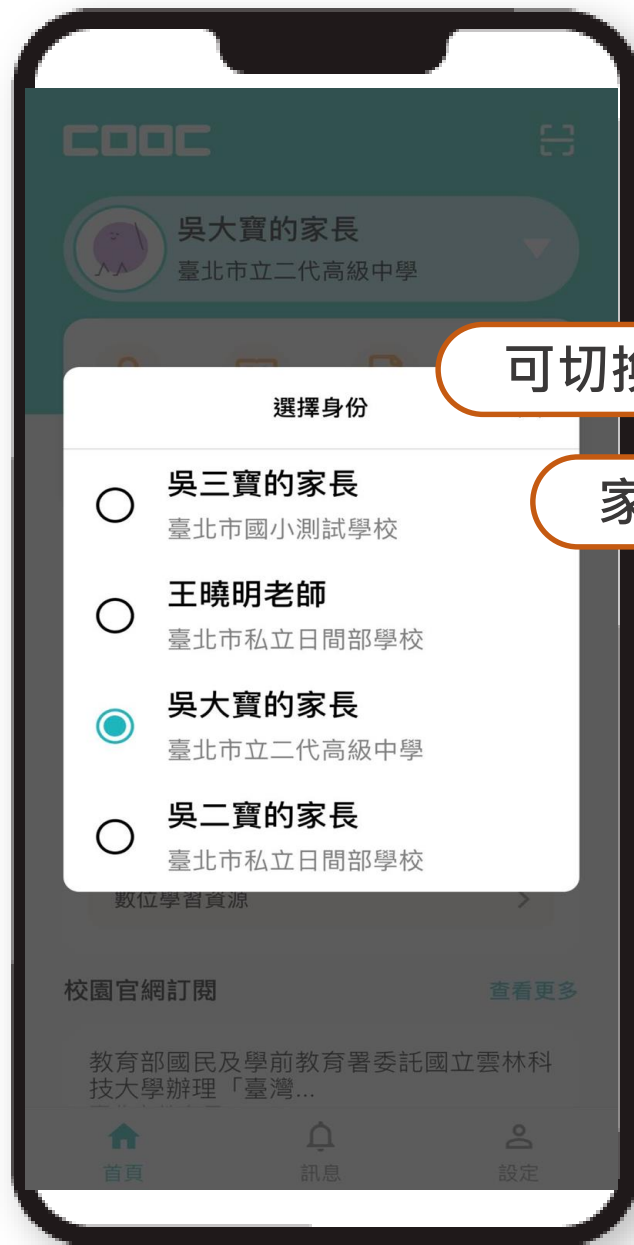 COOC
吳大寶的家長
臺北市立二代高級中學
可切換
選擇身份
家
吳三寶的家長
臺北市國小測試學校
王曉明老師
臺北市私立日間部學校
吳大寶的家長
臺北市立二代高級中學
吳二寶的家長
臺北市私立日間部學校
數位學習資源
校園官網訂閱
查看更多
教育部國民及學前教育署委託國立雲林科
技大學辦理「臺灣...
首頁
訊息
設定